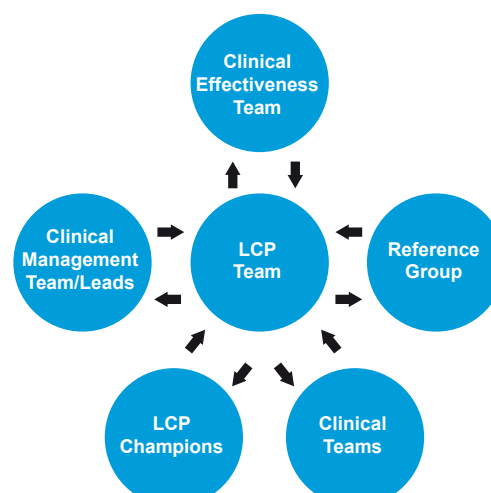 Clinical
Effectiveness
Team
Clinical
Management
Team/Leads
LCP
Team
Reference
Group
LCP
Champions
Clinical
Teams